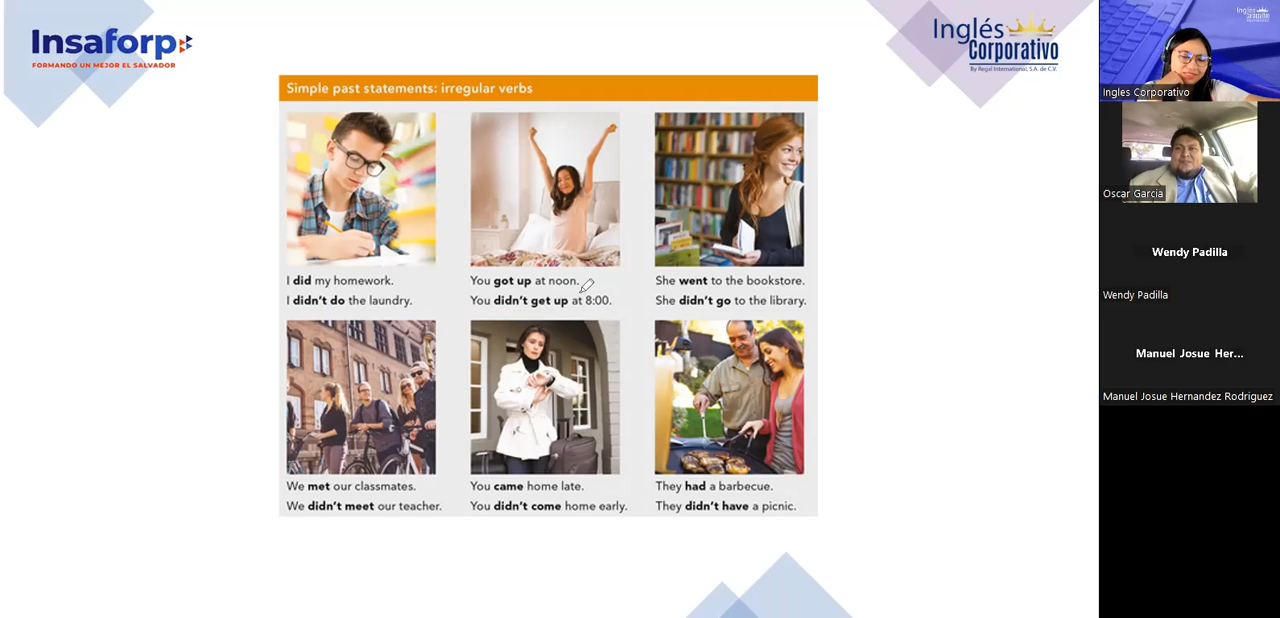 Insaforp
FORMANDO UN MEJOR EL SALVADOR
Inglés
Corporativo
By Regal International, S.A. de C.V.
Simple past statements: irregular verbs
I did my homework.
I didn't do the laundry.
You got up at noon.
You didn't get up at 8:00.
She went to the bookstore.
She didn't go to the library.
We met our classmates.
We didn't meet our teacher.
You came home late.
You didn't come home early.
They had a barbecue.
They didn't have a picnic.
Inglés
Ingles Corporativo
Oscar Garcia
Wendy Padilla
Wendy Padilla
Manuel Josue Her...
Manuel Josue Hernandez Rodriguez